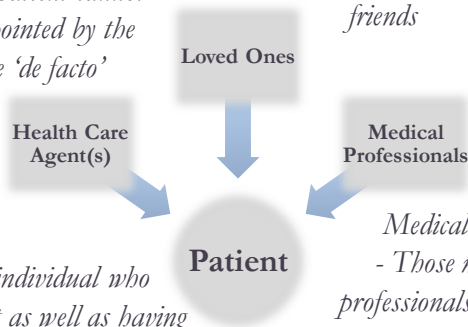 pointed by the
e ‘de facto’
friends
Loved Ones
Health Care
Agent(s)
Medical
Professionals
Patient
Medical
- Those
professionals
individual who
as well as having